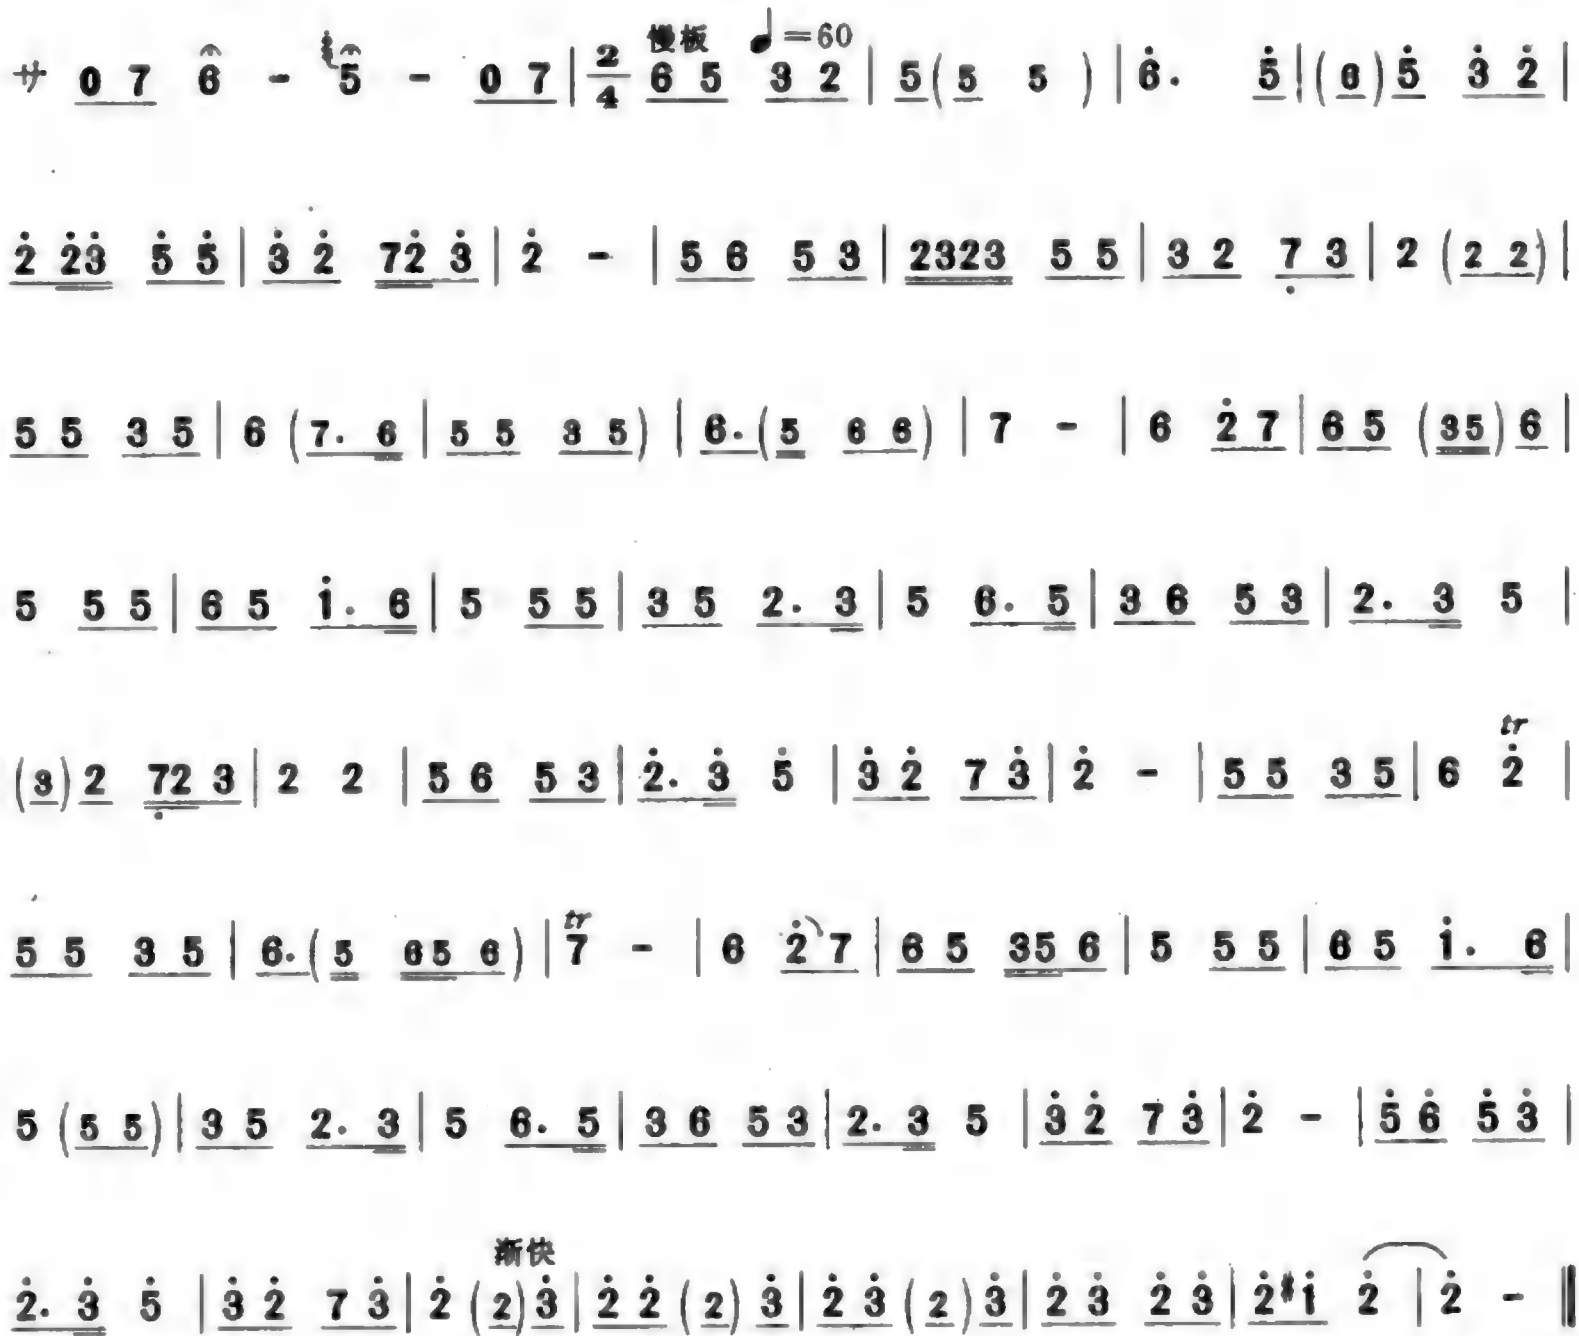 慢板 ♩=60
サ 0 7 6 - 5 - 0 7 | 2/4 6 5 3 2 | 5 (5 5) | 6̇. 5̇ | (6) 5̇ 3̇ 2̇ |
2̇ 2̇3̇ 5̇ 5̇ | 3̇ 2̇ 72̇ 3̇ | 2̇ - | 5 6 5 3 | 2323 5 5 | 3 2 7̣ 3 | 2 (2 2) |
5 5 3 5 | 6 (7. 6 | 5 5 3 5) | 6. (5 6 6) | 7 - | 6 2̇ 7 | 6 5 (35) 6 |
5 5 5 | 6 5 1̇. 6 | 5 5 5 | 3 5 2. 3 | 5 6. 5 | 3 6 5 3 | 2. 3 5 |
(3) 2 7̣2 3 | 2 2 | 5 6 5 3 | 2̇. 3̇ 5̇ | 3̇ 2̇ 7 3̇ | 2̇ - | 5 5 3 5 | 6 tr 2̇ |
5 5 3 5 | 6. (5 65 6) | tr 7 - | 6 2̇ 7 | 6 5 35 6 | 5 5 5 | 6 5 1̇. 6 |
5 (5 5) | 3 5 2. 3 | 5 6. 5 | 3 6 5 3 | 2. 3 5 | 3̇ 2̇ 7 3̇ | 2̇ - | 5̇ 6̇ 5̇ 3̇ |
渐快
2̇. 3̇ 5̇ | 3̇ 2̇ 7 3̇ | 2̇ (2) 3̇ | 2̇ 2̇ (2) 3̇ | 2̇ 3̇ (2) 3̇ | 2̇ 3̇ 2̇ 3̇ | 2̇ #1̇ 2̇ | 2̇ - ‖